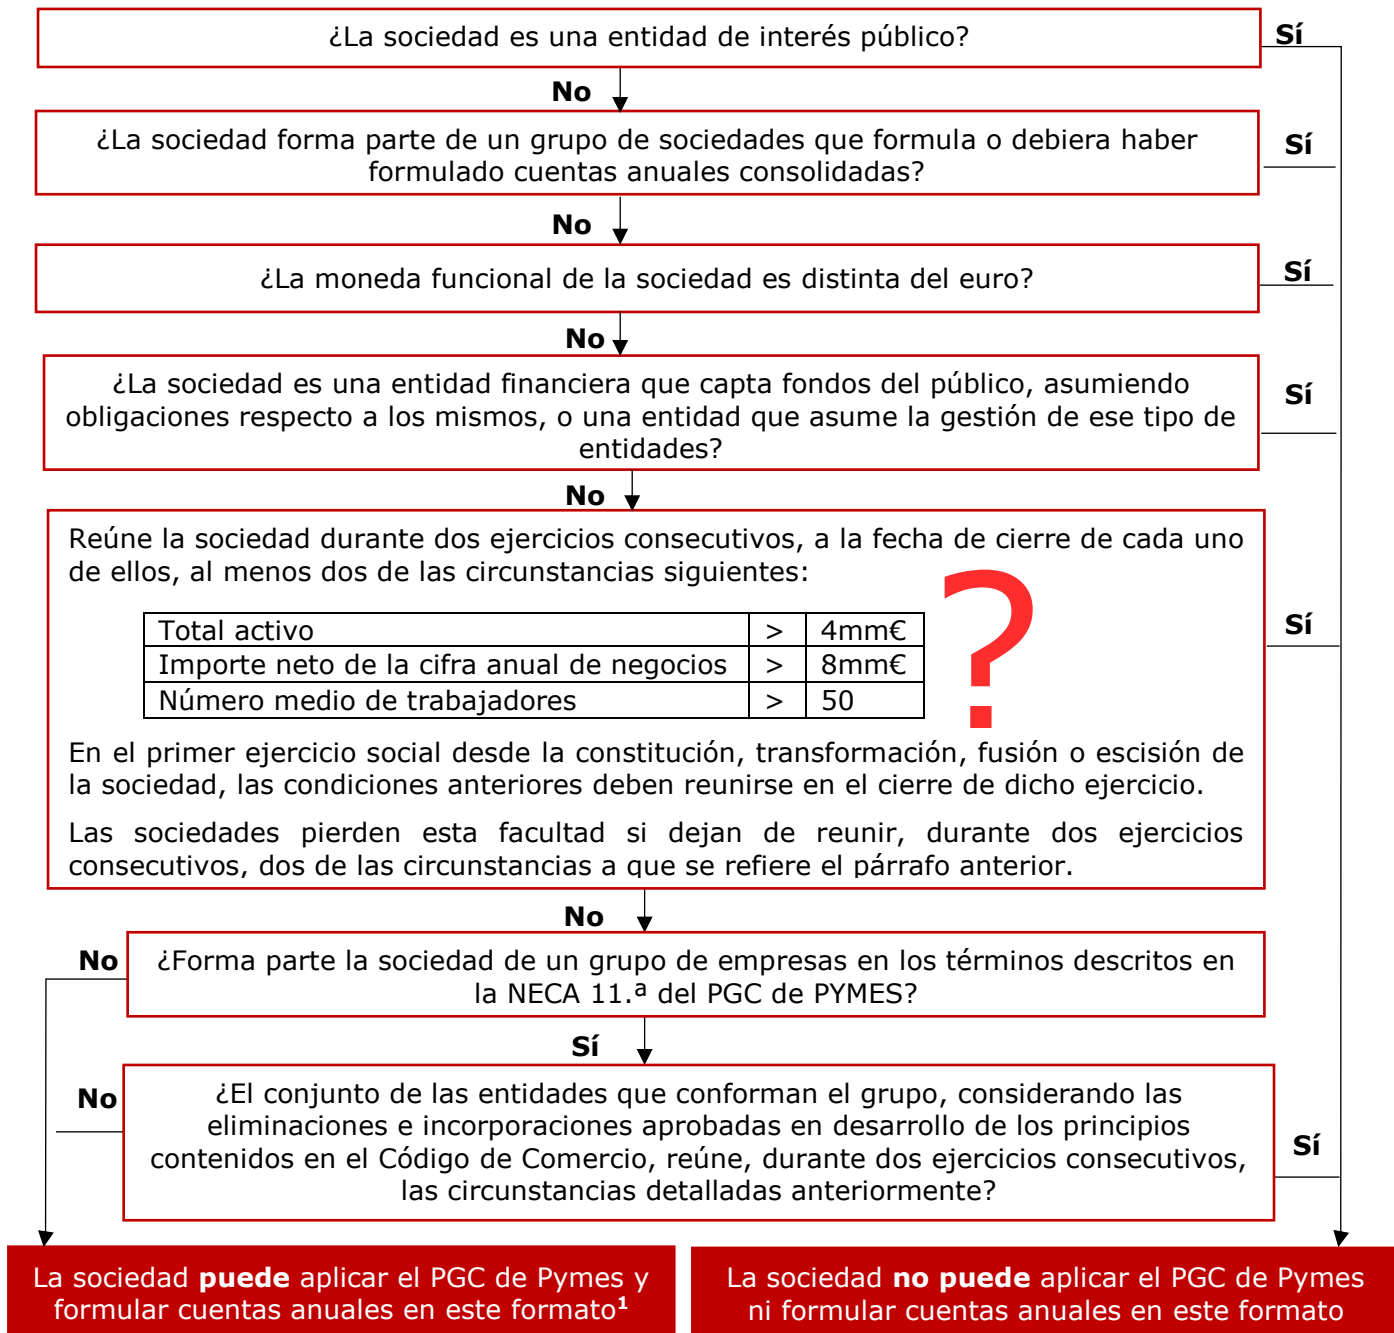 ¿La sociedad es una entidad de interés público?
Sí
No
¿La sociedad forma parte de un grupo de sociedades que formula o debiera haber
formulado cuentas anuales consolidadas?
Sí
No
¿La moneda funcional de la sociedad es distinta del euro?
Sí
No
¿La sociedad es una entidad financiera que capta fondos del público, asumiendo
obligaciones respecto a los mismos, o una entidad que asume la gestión de ese tipo de
entidades?
Sí
No
Reúne la sociedad durante dos ejercicios consecutivos, a la fecha de cierre de cada uno
de ellos, al menos dos de las circunstancias siguientes:
Total activo > 4mm€
Importe neto de la cifra anual de negocios > 8mm€
Número medio de trabajadores > 50
?
Sí
En el primer ejercicio social desde la constitución, transformación, fusión o escisión de
la sociedad, las condiciones anteriores deben reunirse en el cierre de dicho ejercicio.
Las sociedades pierden esta facultad si dejan de reunir, durante dos ejercicios
consecutivos, dos de las circunstancias a que se refiere el párrafo anterior.
No
No
¿Forma parte la sociedad de un grupo de empresas en los términos descritos en
la NECA 11.ª del PGC de PYMES?
Sí
No
¿El conjunto de las entidades que conforman el grupo, considerando las
eliminaciones e incorporaciones aprobadas en desarrollo de los principios
contenidos en el Código de Comercio, reúne, durante dos ejercicios consecutivos,
las circunstancias detalladas anteriormente?
Sí
La sociedad puede aplicar el PGC de Pymes y
formular cuentas anuales en este formato¹
La sociedad no puede aplicar el PGC de Pymes
ni formular cuentas anuales en este formato